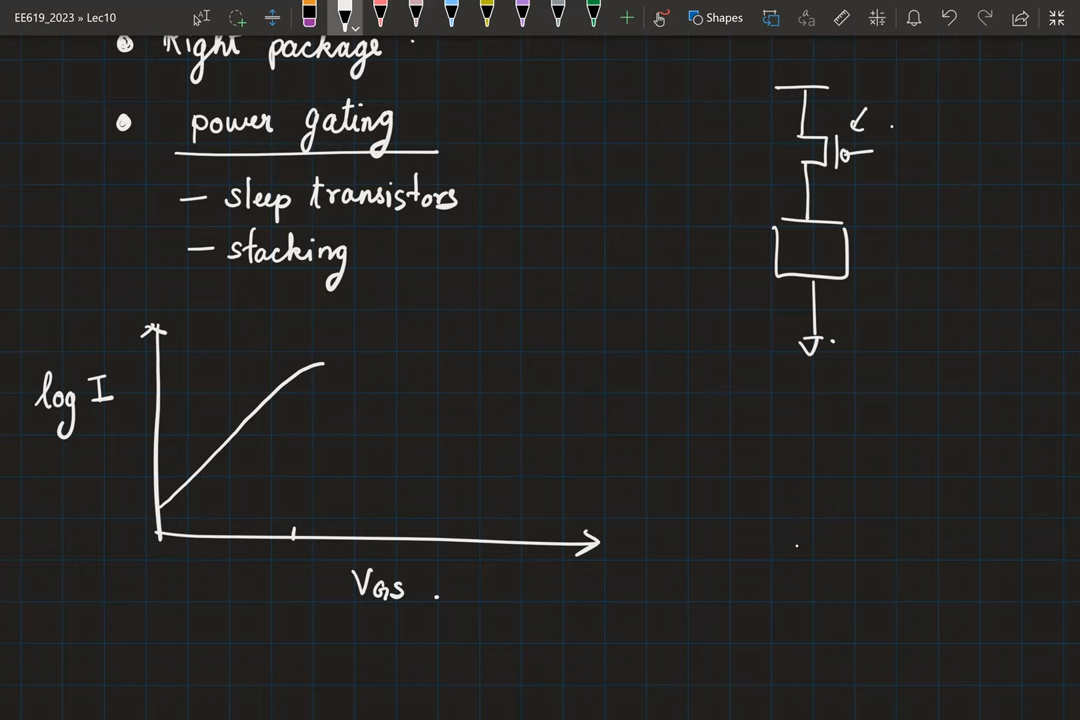 EE619_2023 » Lec10
Shapes
• Right package
• power gating
— sleep transistors
— stacking
log I
VGS